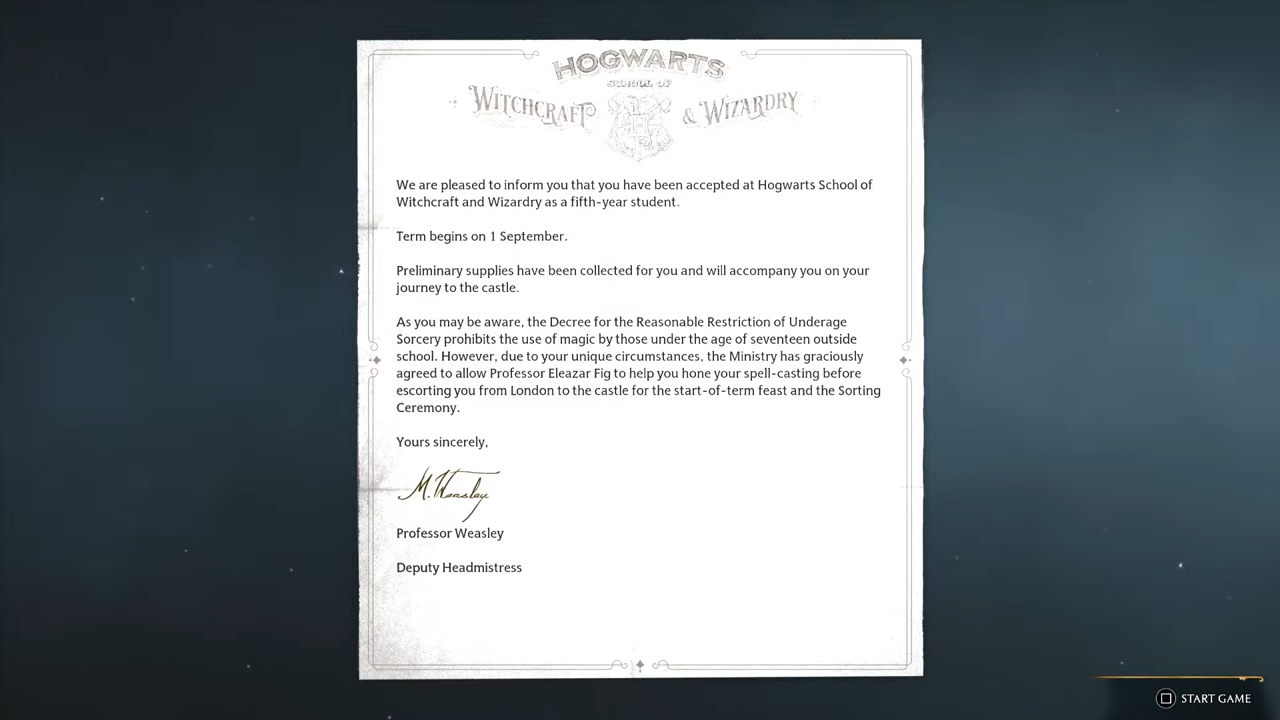 HOGWARTS
SCHOOL OF
WITCHCRAFT & WIZARDRY
H
We are pleased to inform you that you have been accepted at Hogwarts School of
Witchcraft and Wizardry as a fifth-year student.
Term begins on 1 September.
Preliminary supplies have been collected for you and will accompany you on your
journey to the castle.
As you may be aware, the Decree for the Reasonable Restriction of Underage
Sorcery prohibits the use of magic by those under the age of seventeen outside
school. However, due to your unique circumstances, the Ministry has graciously
agreed to allow Professor Eleazar Fig to help you hone your spell-casting before
escorting you from London to the castle for the start-of-term feast and the Sorting
Ceremony.
Yours sincerely,
M. Weasley
Professor Weasley
Deputy Headmistress
START GAME